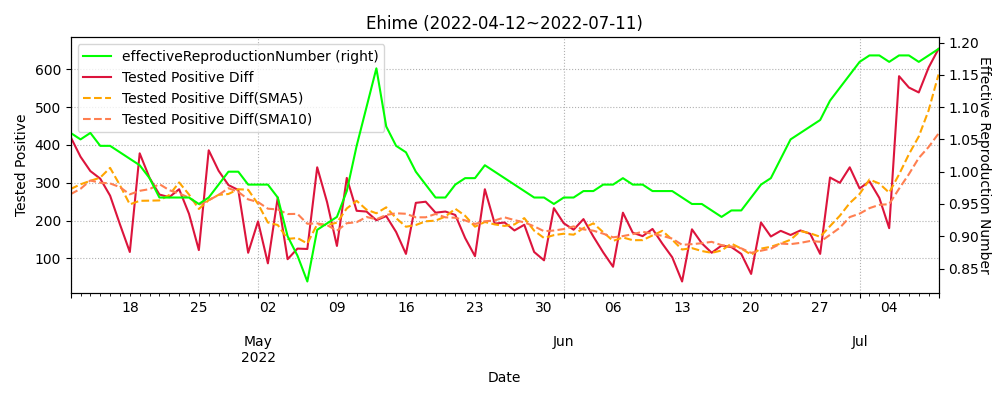 Ehime (2022-04-12~2022-07-11)
effectiveReproductionNumber (right)
Tested Positive Diff
Tested Positive Diff(SMA5)
Tested Positive Diff(SMA10)
Tested Positive
600
500
400
300
200
100
1.20
1.15
1.10
1.05
1.00
0.95
0.90
0.85
Effective Reproduction Number
18 25 02 09 16 23 30 06 13 20 27 04
May Jun Jul
2022
Date